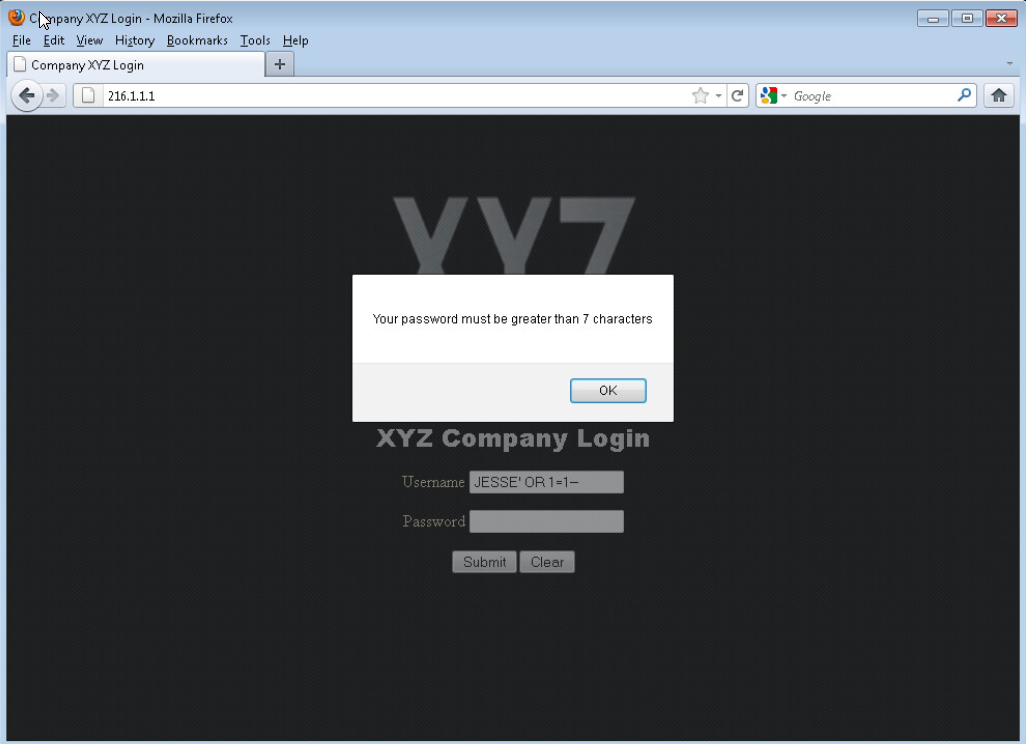 Company XYZ Login - Mozilla Firefox
File Edit View History Bookmarks Tools Help
Company XYZ Login +
216.1.1.1 Google
XYZ
Your password must be greater than 7 characters
OK
XYZ Company Login
Username JESSE' OR 1=1--
Password
Submit Clear